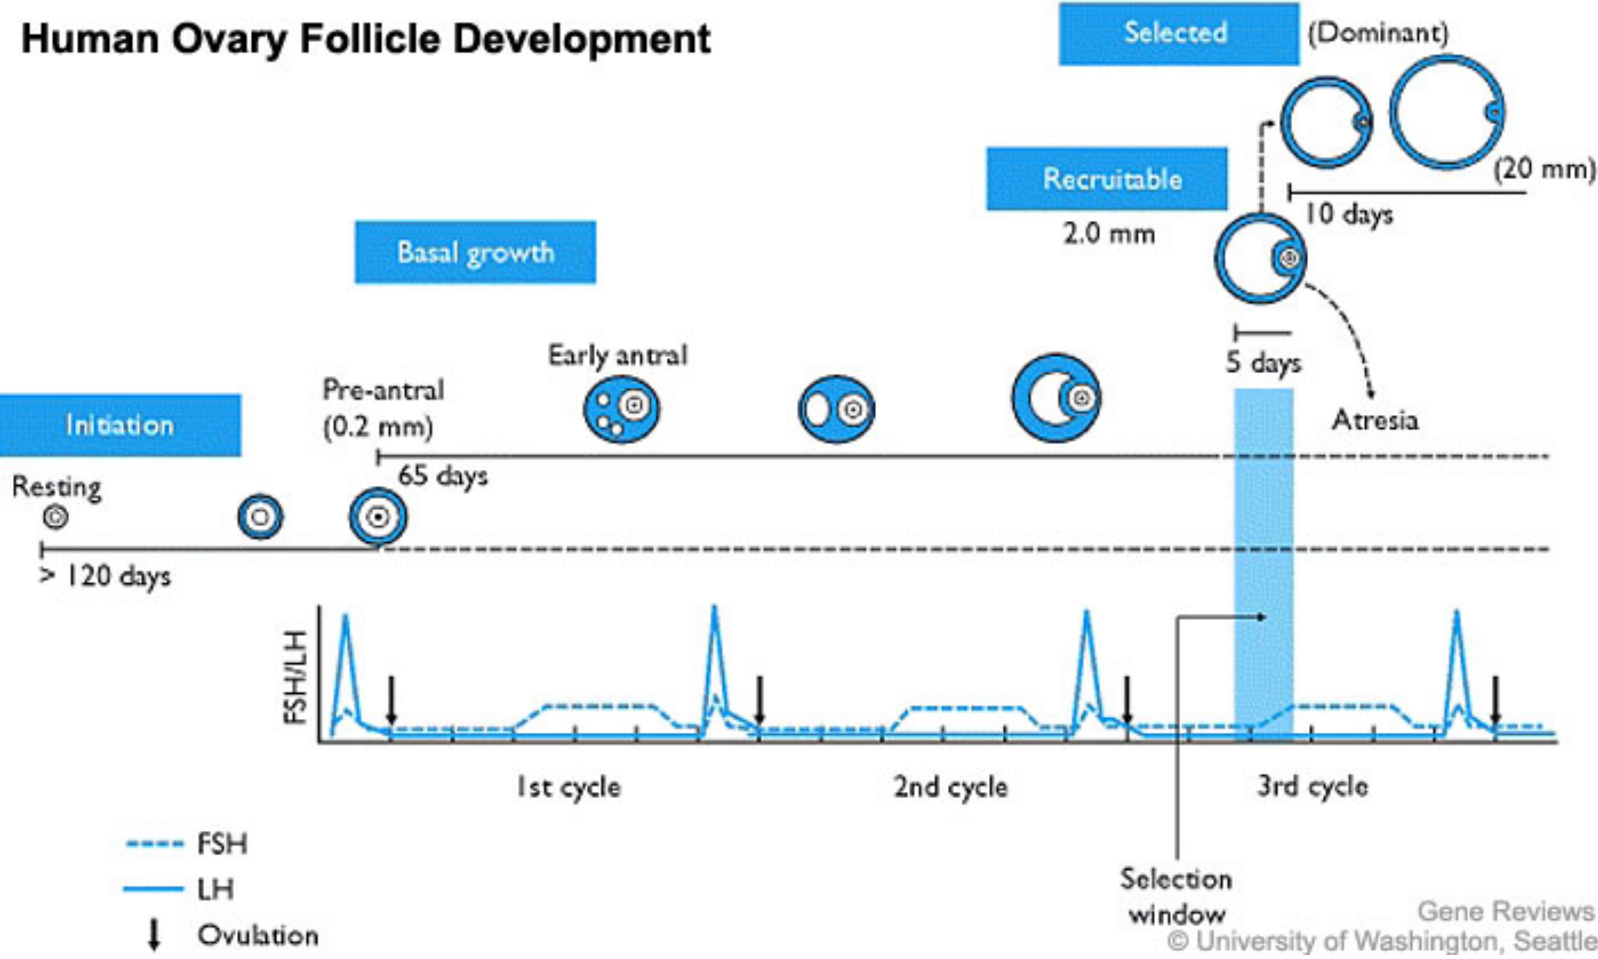 Human Ovary Follicle Development
Selected
(Dominant)
(20 mm)
10 days
Recruitable
2.0 mm
5 days
Atresia
Basal growth
Early antral
Pre-antral
(0.2 mm)
65 days
Initiation
Resting
> 120 days
FSH/LH
1st cycle
2nd cycle
3rd cycle
FSH
LH
Ovulation
Selection
window
Gene Reviews
© University of Washington, Seattle